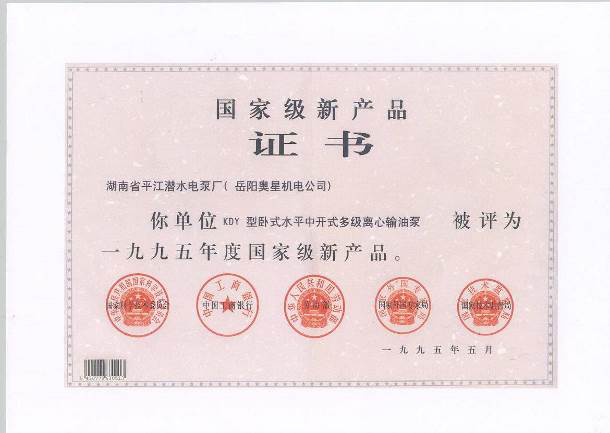 国家级新产品
证书
湖南省平江潜水电泵厂( 岳阳奥星机电公司)
你单位 KDY 型卧式水平中开式多级离心输油泵 被评为
一九九五年度国家级新产品。
中国工商银行
一九九五年五月